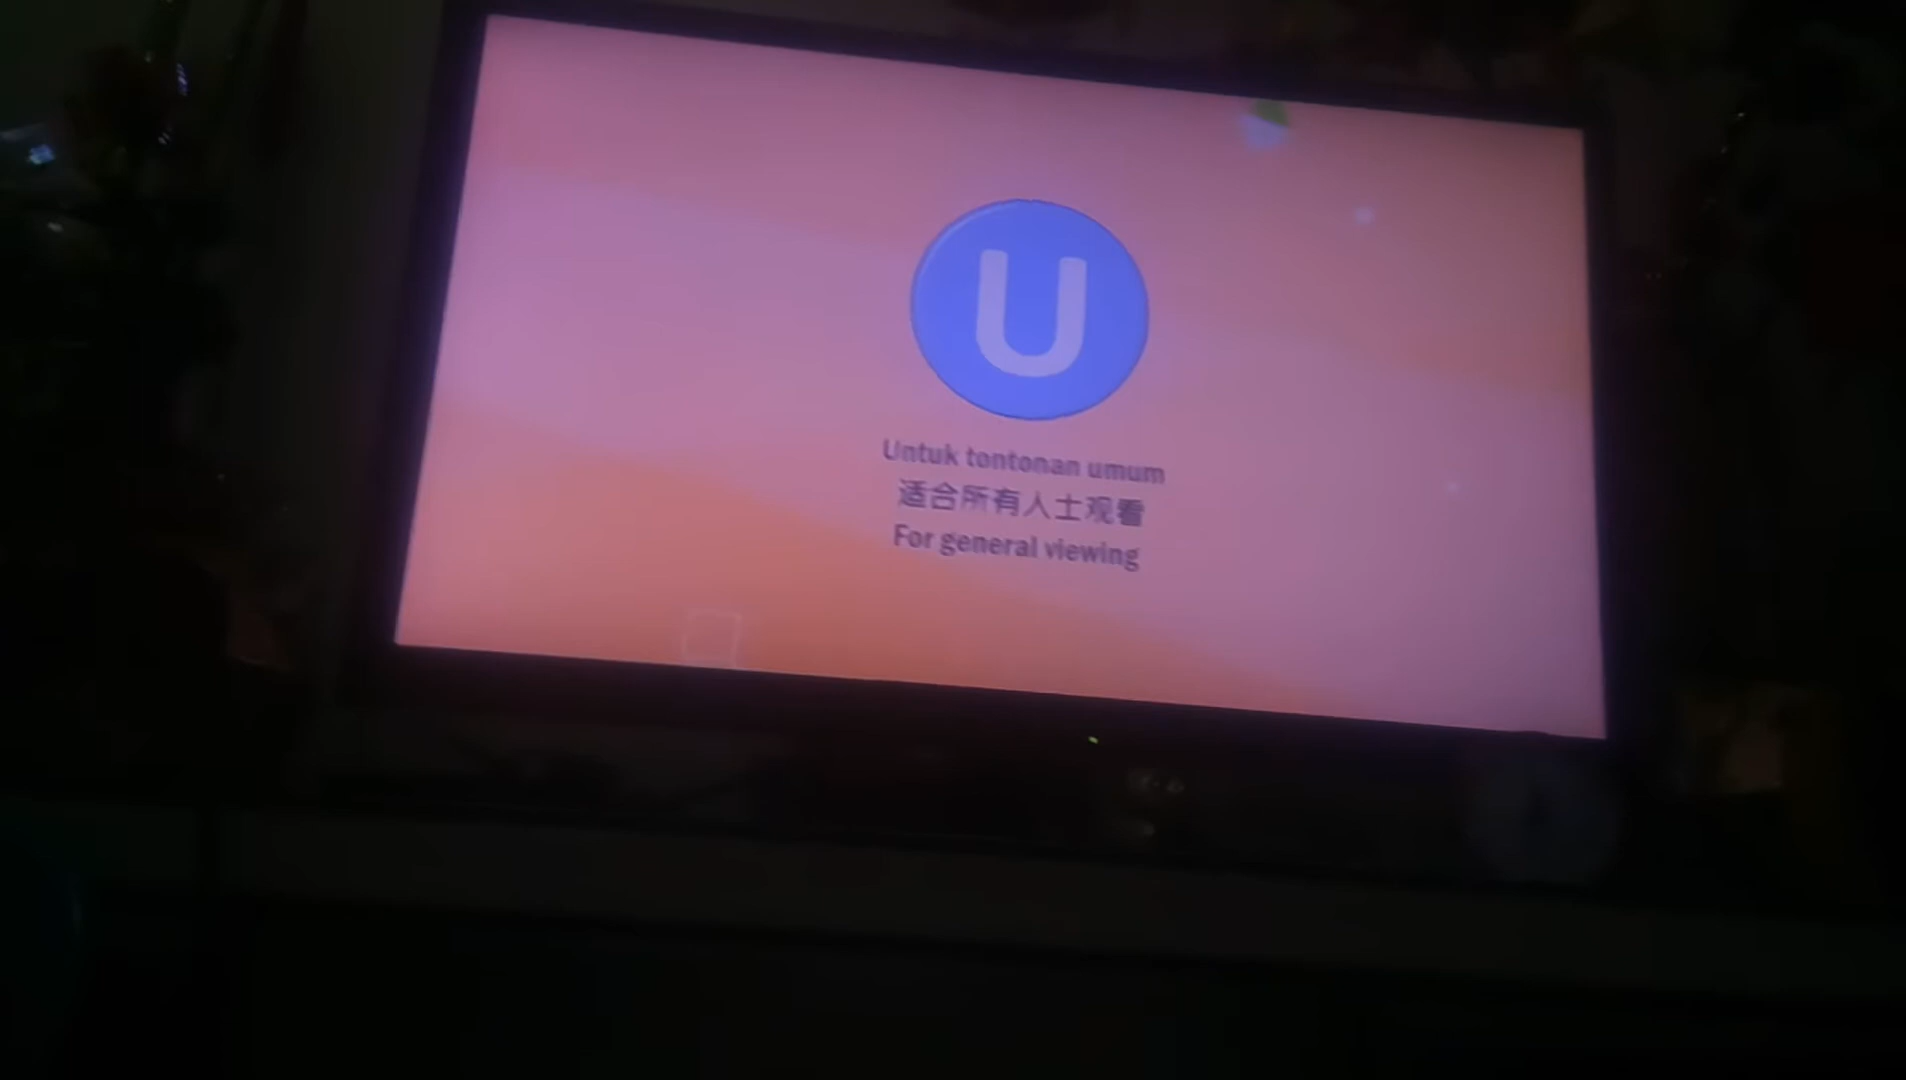 U
Untuk tontonan umum
适合所有人士观看
For general viewing